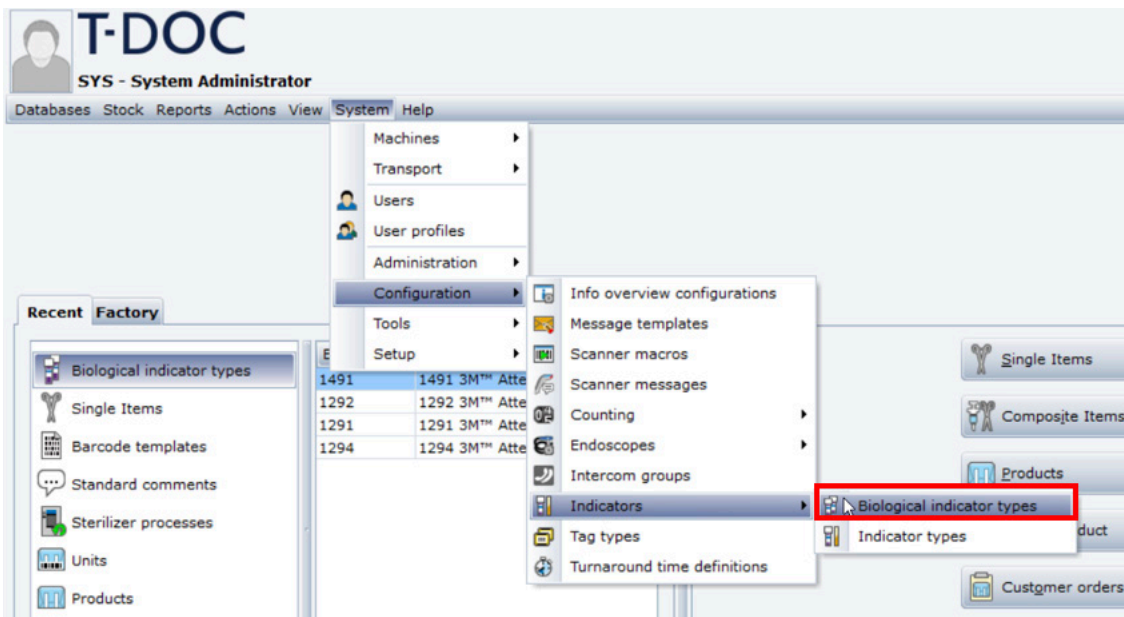 T-DOC
SYS - System Administrator
Databases Stock Reports Actions View System Help
Machines
Transport
Users
User profiles
Administration
Configuration
Tools
Setup
Info overview configurations
Message templates
Scanner macros
Scanner messages
Counting
Endoscopes
Intercom groups
Indicators
Tag types
Turnaround time definitions
Biological indicator types
Indicator types
Recent Factory
Biological indicator types
Single Items
Barcode templates
Standard comments
Sterilizer processes
Units
Products
1491 1491 3M™ Atte
1292 1292 3M™ Atte
1291 1291 3M™ Atte
1294 1294 3M™ Atte
Single Items
Composite Items
Products
duct
Customer orders